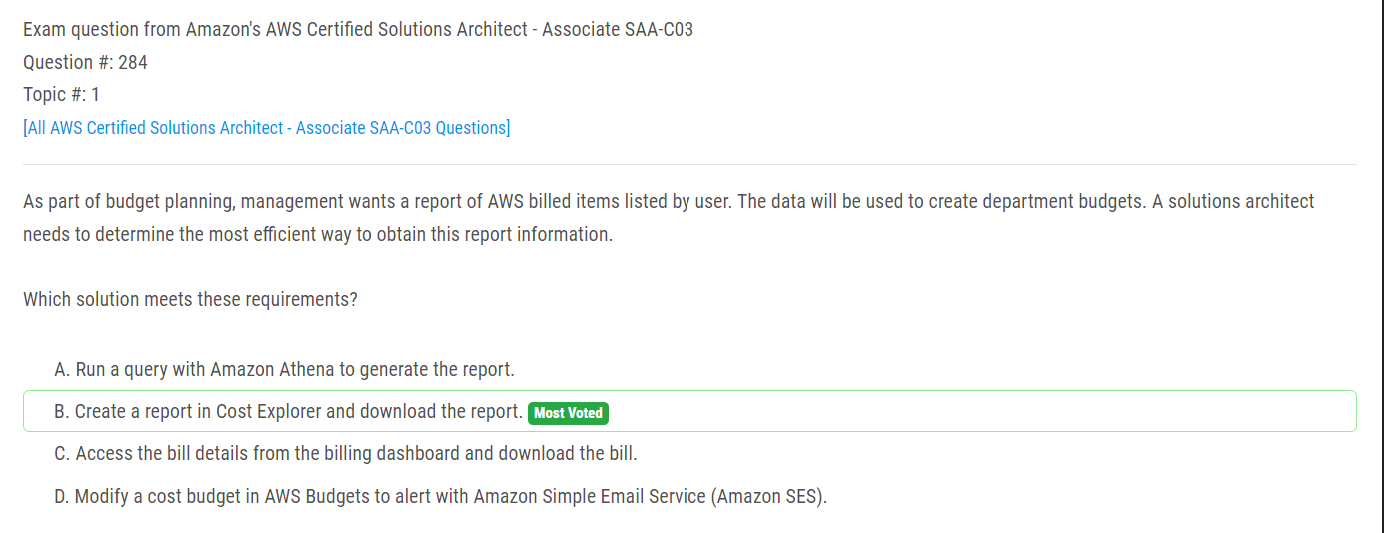 Exam question from Amazon's AWS Certified Solutions Architect - Associate SAA-C03
Question #: 284
Topic #: 1
[All AWS Certified Solutions Architect - Associate SAA-C03 Questions]
As part of budget planning, management wants a report of AWS billed items listed by user. The data will be used to create department budgets. A solutions architect
needs to determine the most efficient way to obtain this report information.
Which solution meets these requirements?
A. Run a query with Amazon Athena to generate the report.
B. Create a report in Cost Explorer and download the report. Most Voted
C. Access the bill details from the billing dashboard and download the bill.
D. Modify a cost budget in AWS Budgets to alert with Amazon Simple Email Service (Amazon SES).